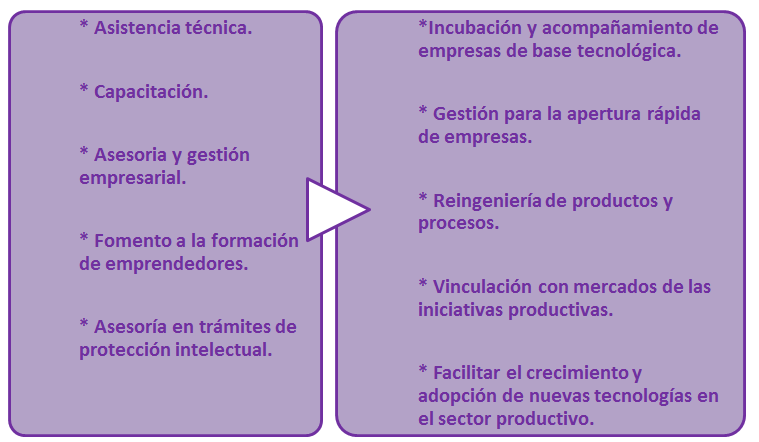 * Asistencia técnica.
* Capacitación.
* Asesoria y gestión
empresarial.
* Fomento a la formación
de emprendedores.
* Asesoría en trámites de
protección intelectual.
*Incubación y acompañamiento de
empresas de base tecnológica.
* Gestión para la apertura rápida
de empresas.
* Reingeniería de productos y
procesos.
* Vinculación con mercados de las
iniciativas productivas.
* Facilitar el crecimiento y
adopción de nuevas tecnologías en
el sector productivo.